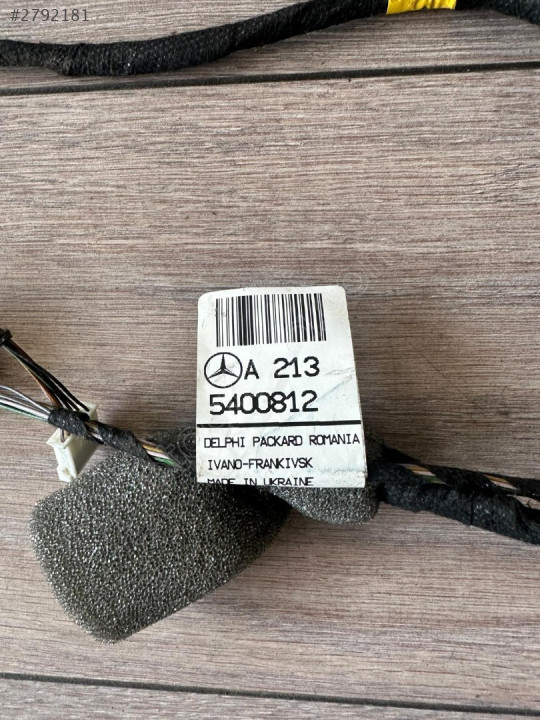 #2792181
A 213
5400812
DELPHI PACKARD ROMANIA
IVANO-FRANKIVSK
MADE IN UKRAINE